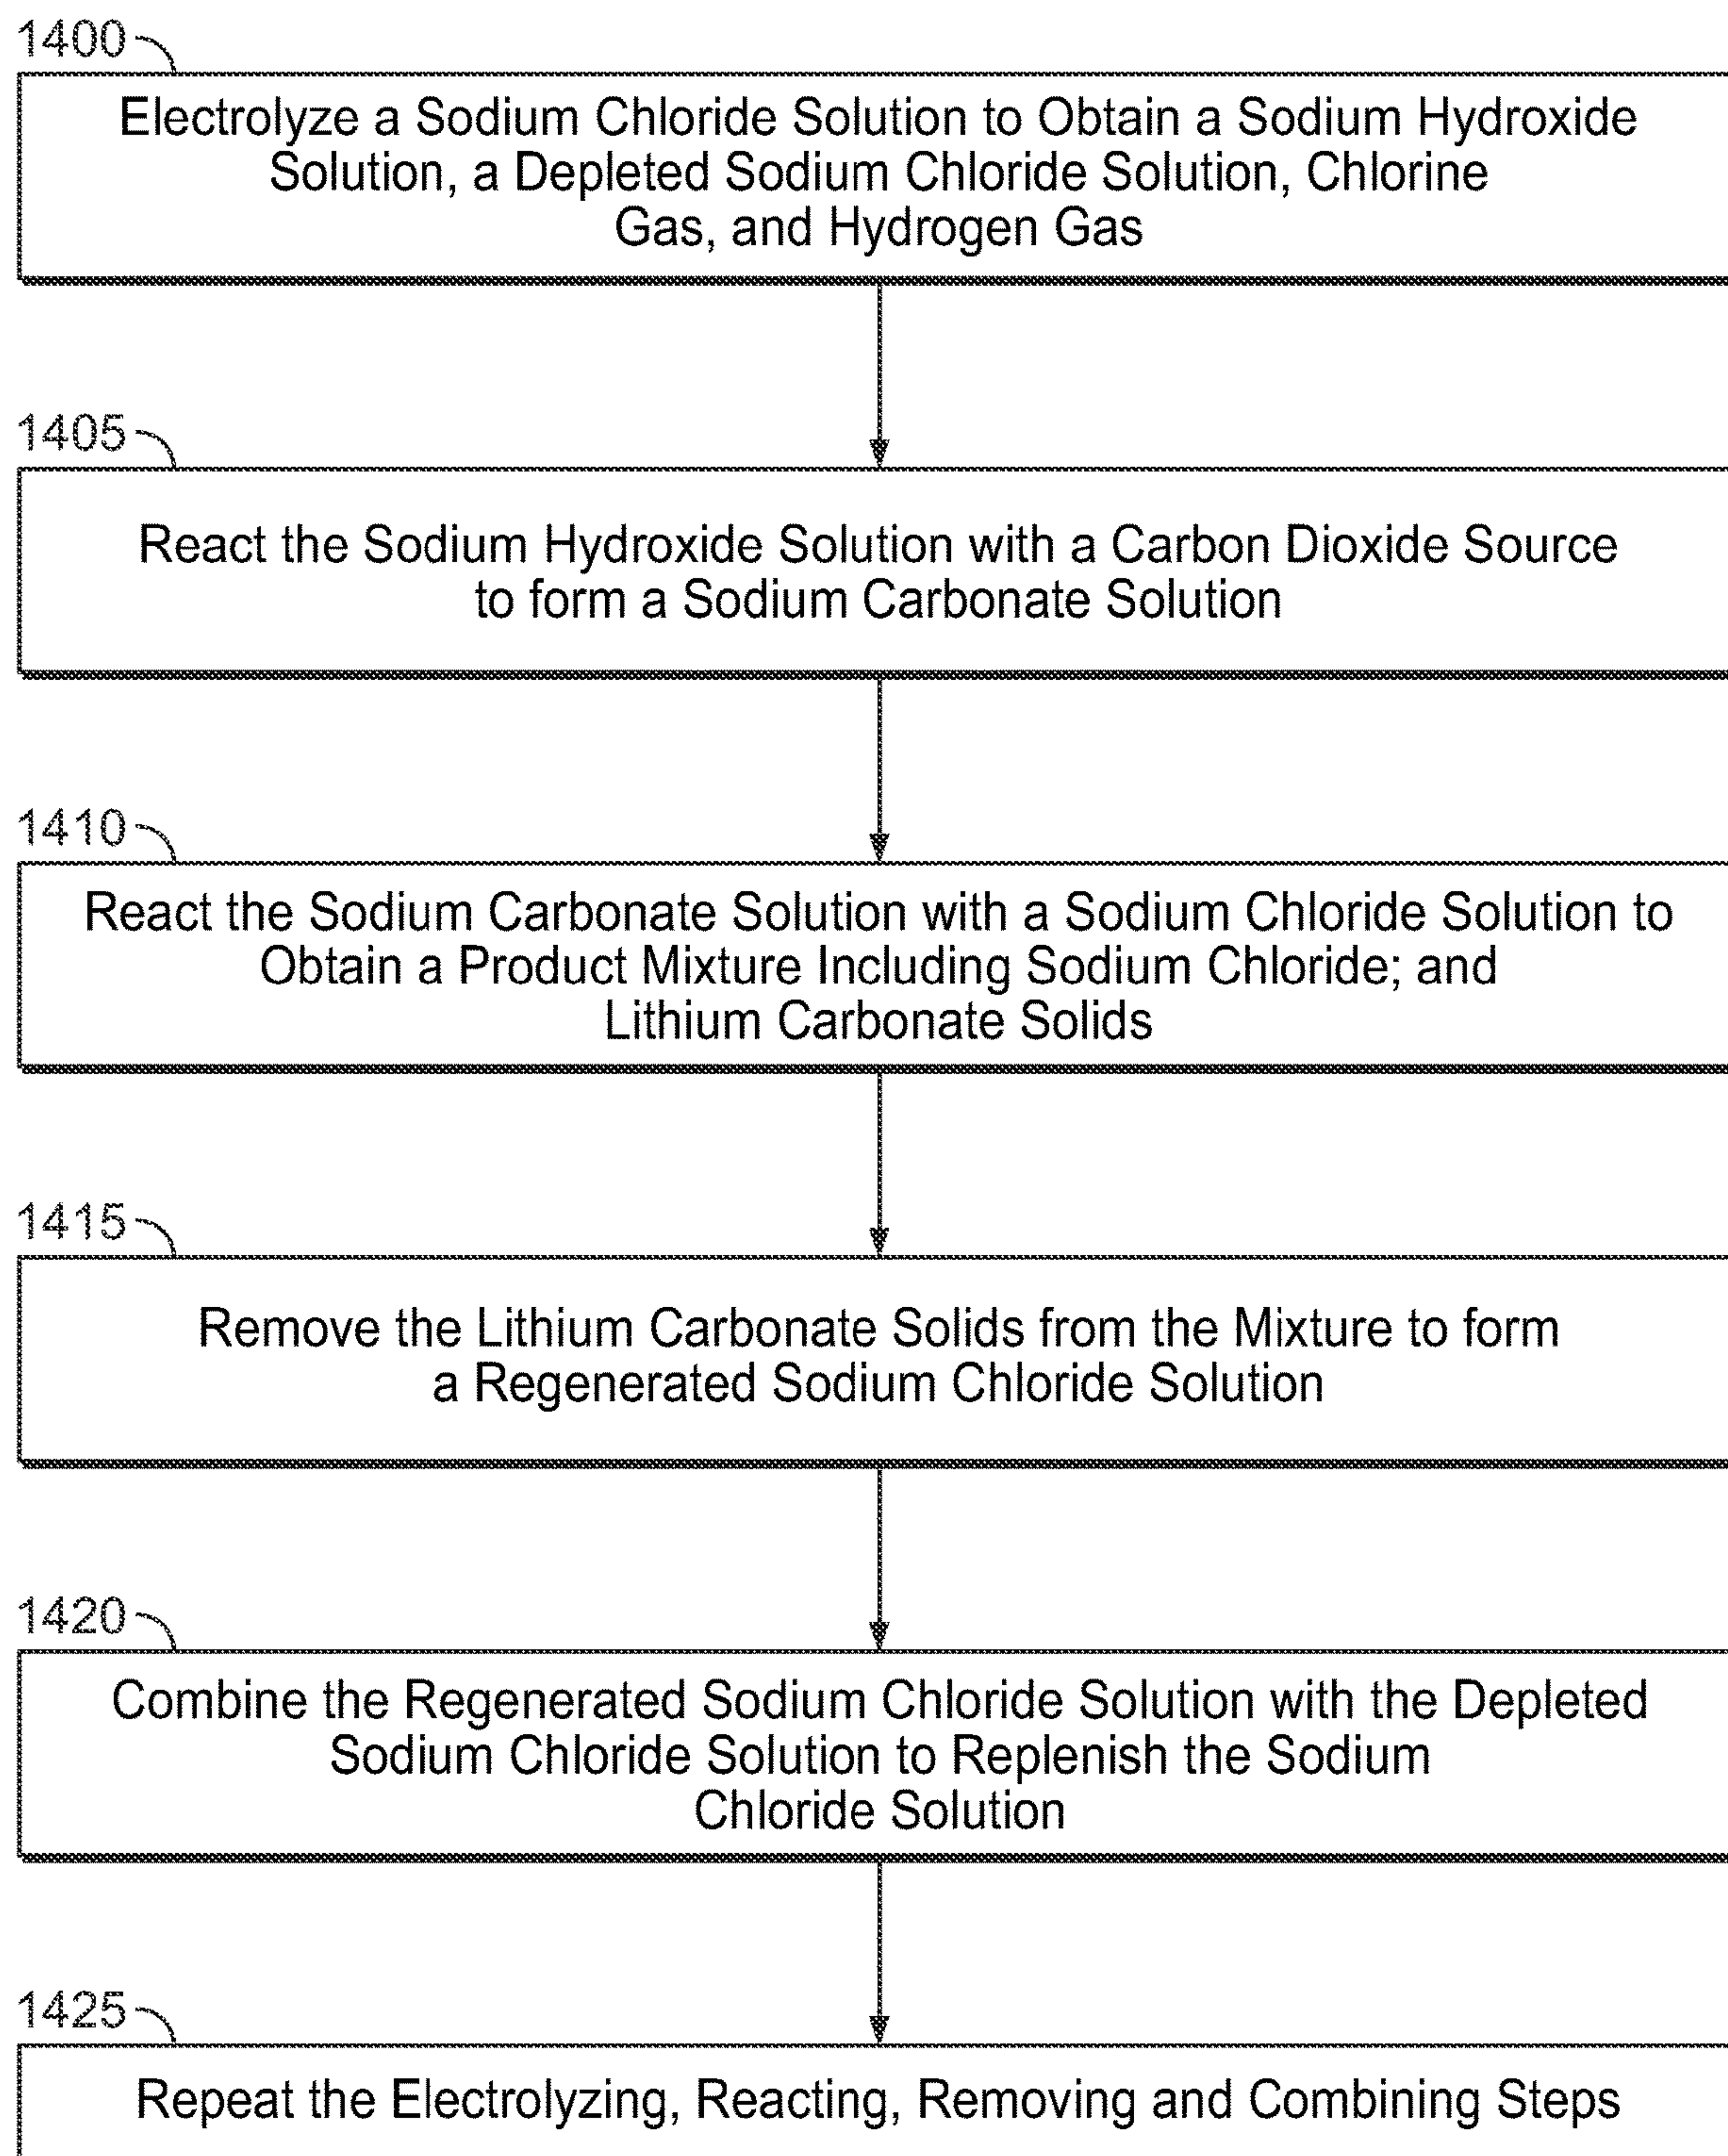 1400
Electrolyze a Sodium Chloride Solution to Obtain a Sodium Hydroxide
Solution, a Depleted Sodium Chloride Solution, Chlorine
Gas, and Hydrogen Gas
1405
React the Sodium Hydroxide Solution with a Carbon Dioxide Source
to form a Sodium Carbonate Solution
1410
React the Sodium Carbonate Solution with a Sodium Chloride Solution to
Obtain a Product Mixture Including Sodium Chloride; and
Lithium Carbonate Solids
1415
Remove the Lithium Carbonate Solids from the Mixture to form
a Regenerated Sodium Chloride Solution
1420
Combine the Regenerated Sodium Chloride Solution with the Depleted
Sodium Chloride Solution to Replenish the Sodium
Chloride Solution
1425
Repeat the Electrolyzing, Reacting, Removing and Combining Steps